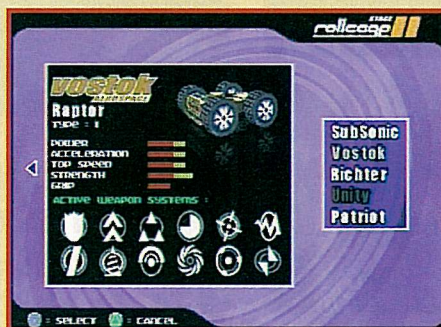 STAGE
rollcage II
vostok
AEROSPACE
Raptor
TYPE : 1
POWER
ACCELERATION
TOP SPEED
STRENGTH
GRIP
ACTIVE WEAPON SYSTEMS :
SubSonic
Vostok
Richter
Unity
Patriot
= SELECT = CANCEL